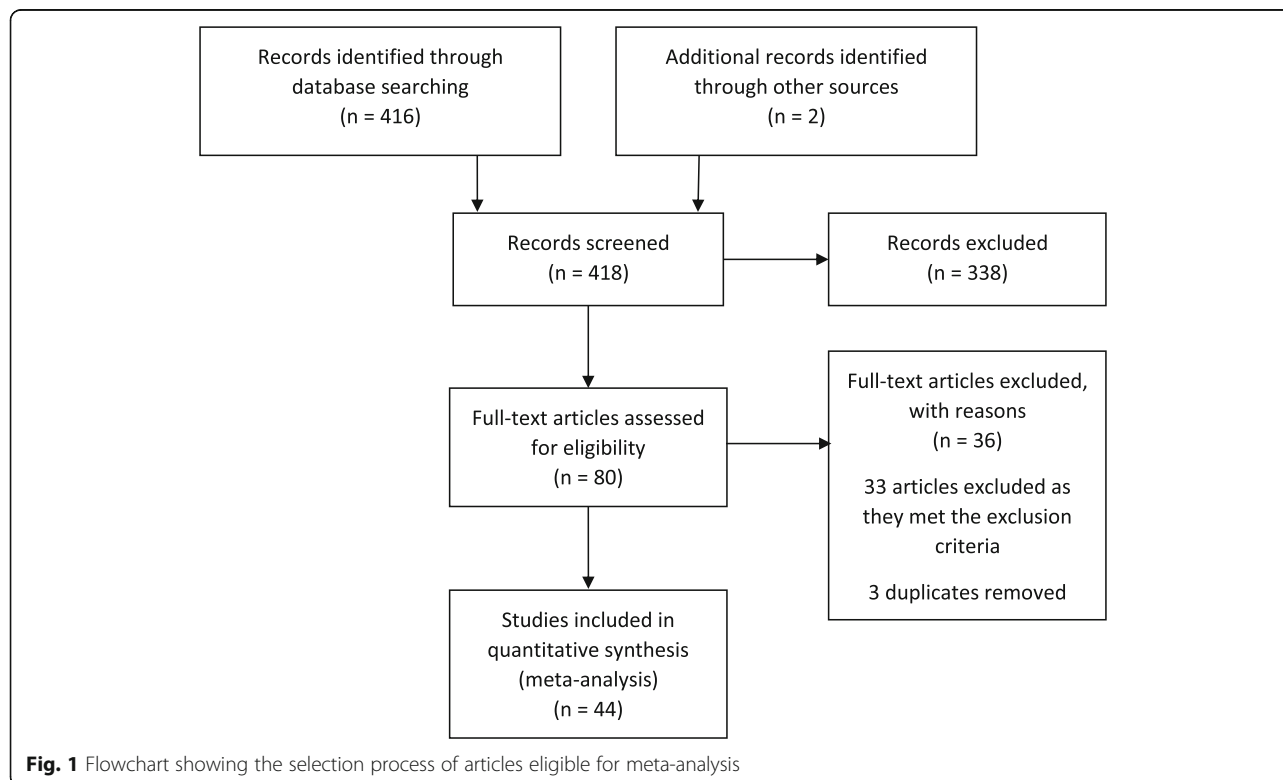 Records identified through
database searching
(n = 416)
Additional records identified
through other sources
(n = 2)
Records screened
(n = 418)
Records excluded
(n = 338)
Full-text articles assessed
for eligibility
(n = 80)
Full-text articles excluded,
with reasons
(n = 36)
33 articles excluded as
they met the exclusion
criteria
3 duplicates removed
Studies included in
quantitative synthesis
(meta-analysis)
(n = 44)
Fig. 1 Flowchart showing the selection process of articles eligible for meta-analysis